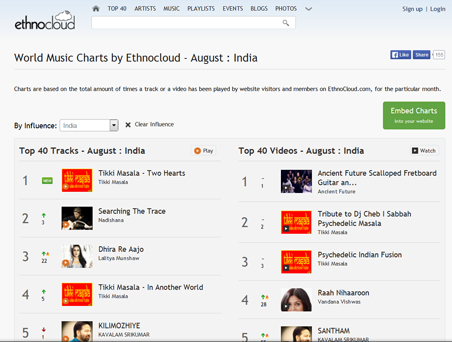 TOP 40 ARTISTS MUSIC PLAYLISTS EVENTS BLOGS PHOTOS
Sign up | Login
ethnocloud
World Music Charts by Ethnocloud - August : India
Like Share 155
Charts are based on the total amount of times a track or a video has been played by website visitors and members on EthnoCloud.com, for the particular month.
Embed Charts
Into your website
By Influence: India Clear Influence
Top 40 Tracks - August : India Play
1 NEW Tikki Masala - Two Hearts
Tikki Masala
2 3 Searching The Trace
Nadishana
3 22 Dhira Re Aajo
Lalitya Munshaw
4 5 Tikki Masala - In Another World
Tikki Masala
5 1 KILIMOZHIYE
KAVALAM SRIKUMAR
Top 40 Videos - August : India Watch
1 - 1 Ancient Future Scalloped Fretboard
Guitar an...
Ancient Future
2 - 2 Tribute to Dj Cheb I Sabbah
Psychedelic Masala
Tikki Masala
3 - 3 Psychedelic Indian Fusion
Tikki Masala
4 28 Raah Nihaaroon
Vandana Vishwas
5 SANTHAM
KAVALAM SRIKUMAR